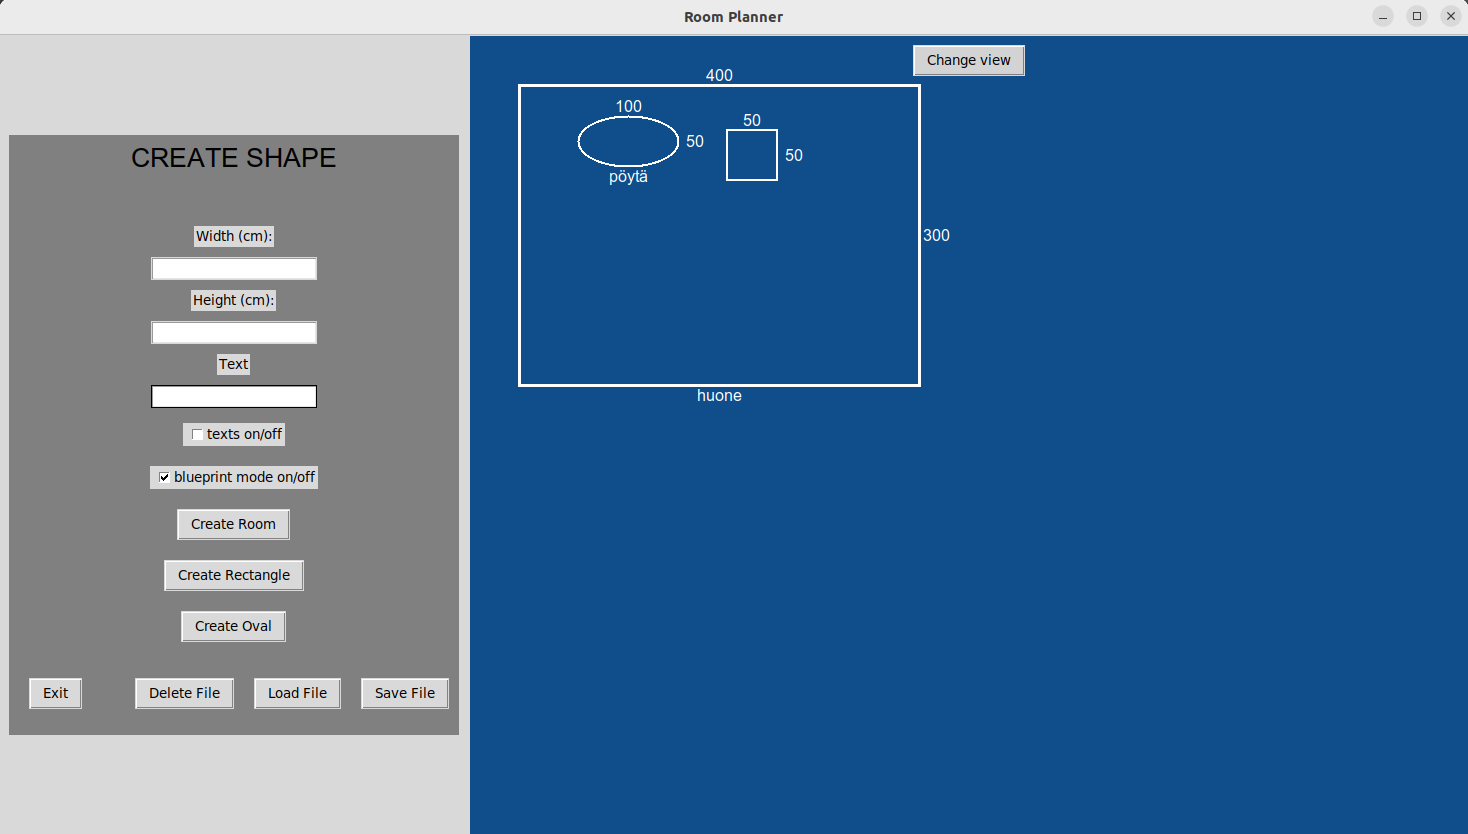 Room Planner
CREATE SHAPE
Width (cm):
Height (cm):
Text
texts on/off
blueprint mode on/off
Create Room
Create Rectangle
Create Oval
Exit
Delete File
Load File
Save File
Change view
400
100
50
pöytä
50
50
300
huone